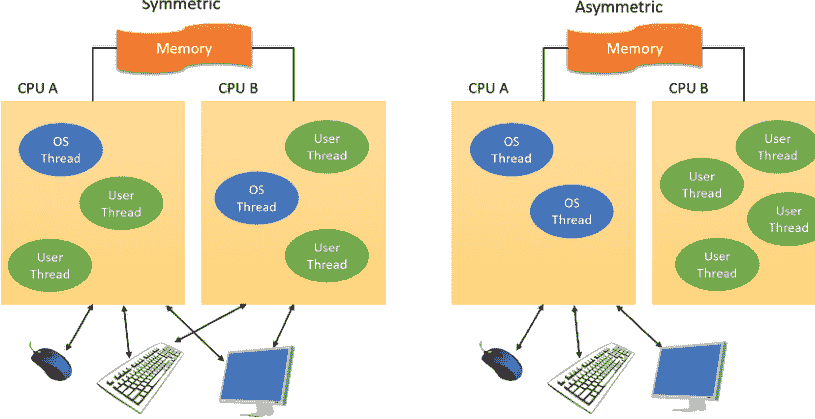 Symmetric
Asymmetric
Memory
Memory
CPU A
CPU B
CPU A
CPU B
OS
Thread
User
Thread
User
Thread
User
Thread
OS
Thread
User
Thread
OS
Thread
OS
Thread
User
Thread
User
Thread
User
Thread
User
Thread